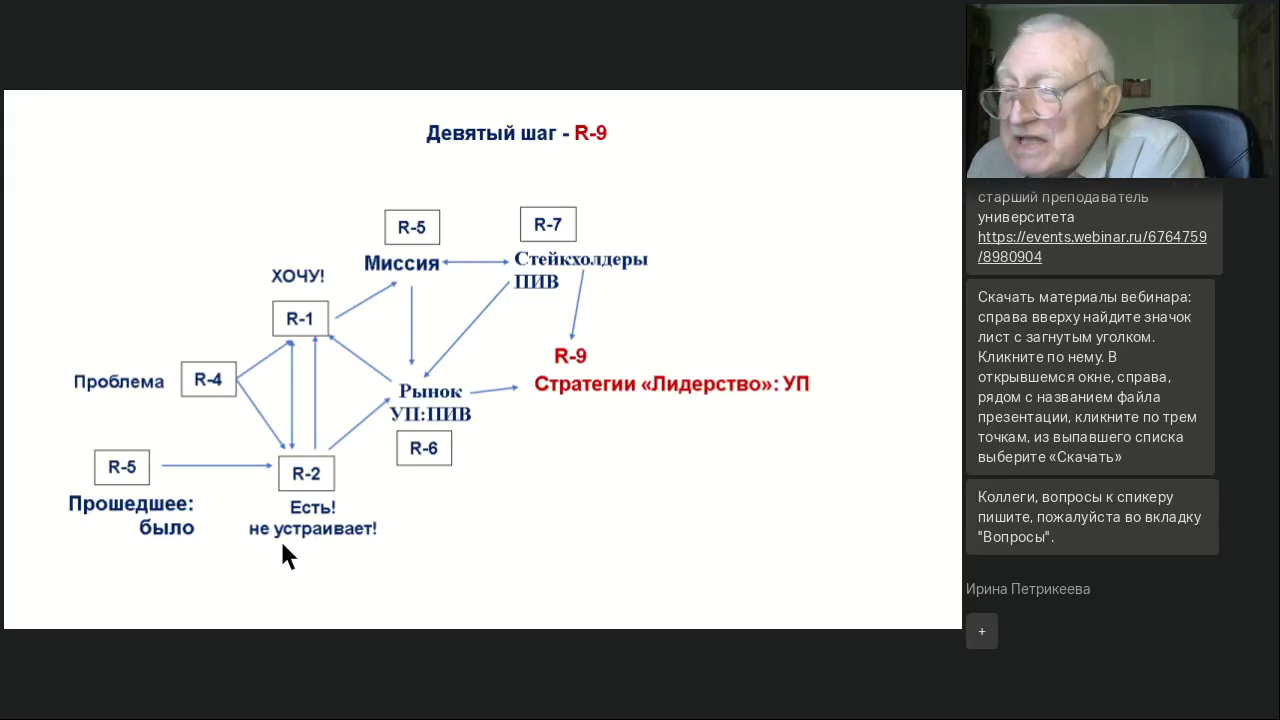 Девятый шаг - R-9
R-5
R-7
Миссия
Стейкхолдеры
ПИВ
ХОЧУ!
R-1
R-9
Стратегии «Лидерство»: УП
Проблема
R-4
Рынок
УП:ПИВ
R-6
R-5
R-2
Прошедшее:
было
Есть!
не устраивает!
старший преподаватель
университета
https://events.webinar.ru/6764759
/8980904
Скачать материалы вебинара:
справа вверху найдите значок
лист с загнутым уголком.
Кликните по нему. В
открывшемся окне, справа,
рядом с названием файла
презентации, кликните по трем
точкам, из выпавшего списка
выберите «Скачать»
Коллеги, вопросы к спикеру
пишите, пожалуйста во вкладку
"Вопросы".
Ирина Петрикеева
+